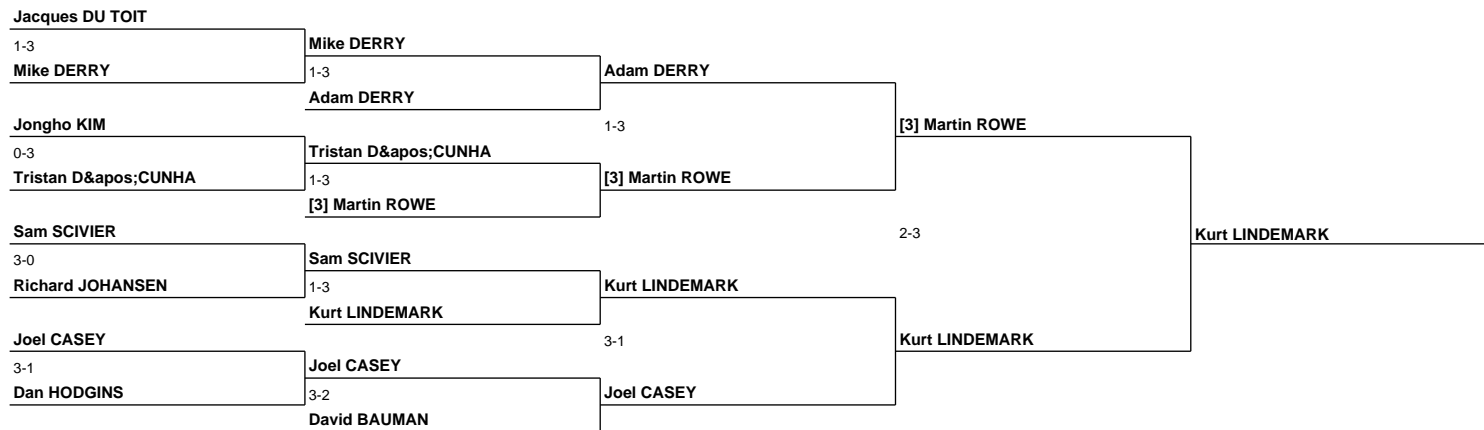 Jacques DU TOIT
1-3
Mike DERRY
Mike DERRY
1-3
Adam DERRY
Adam DERRY
Jongho KIM
1-3
[3] Martin ROWE
0-3
Tristan D&apos;CUNHA
Tristan D&apos;CUNHA
1-3
[3] Martin ROWE
[3] Martin ROWE
Sam SCIVIER
2-3
Kurt LINDEMARK
3-0
Sam SCIVIER
Richard JOHANSEN
1-3
Kurt LINDEMARK
Kurt LINDEMARK
Joel CASEY
3-1
Kurt LINDEMARK
3-1
Joel CASEY
Dan HODGINS
3-2
Joel CASEY
David BAUMAN